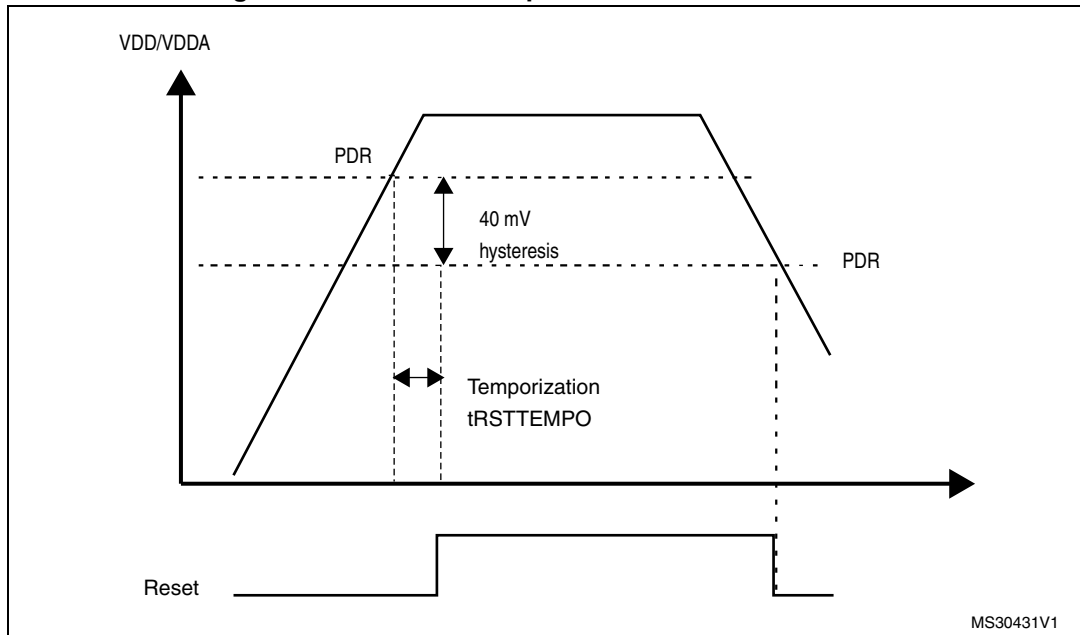 VDD/VDDA
PDR
40 mV
hysteresis
PDR
Temporization
tRSTTEMPO
Reset
MS30431V1